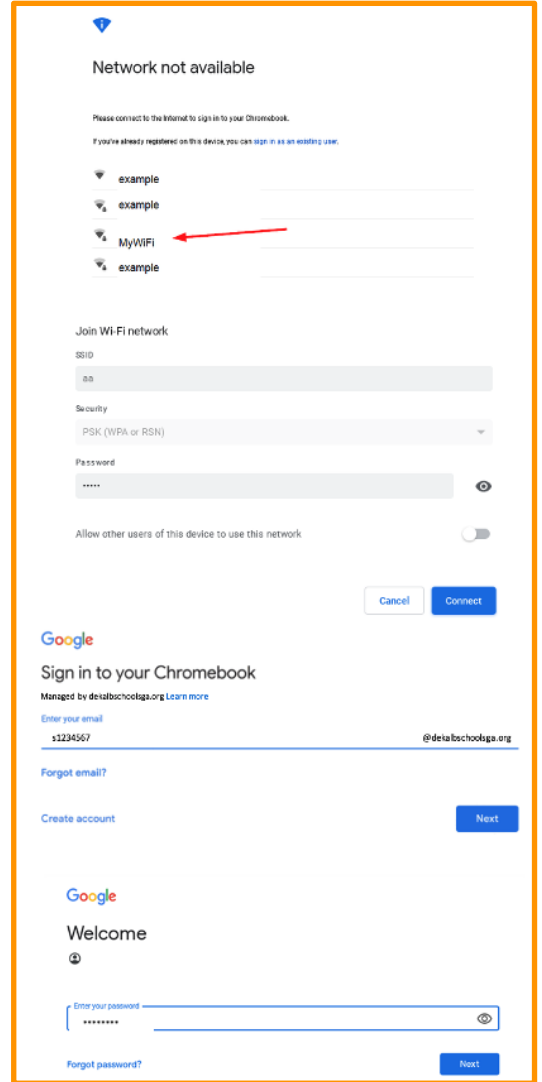 Network not available
Please connect to the Internet to sign in to your Chromebook.
If you've already registered on this device, you can sign in as an existing user.
example
example
MyWiFi
example
Join Wi-Fi network
SSID
aa
Security
PSK (WPA or RSN)
Password
•••••
Allow other users of this device to use this network
Cancel Connect
Google
Sign in to your Chromebook
Managed by dekalbschoolsga.org Learn more
Enter your email
s1234567 @dekalbschoolsga.org
Forgot email?
Create account Next
Google
Welcome
Enter your password
••••••••
Forgot password? Next